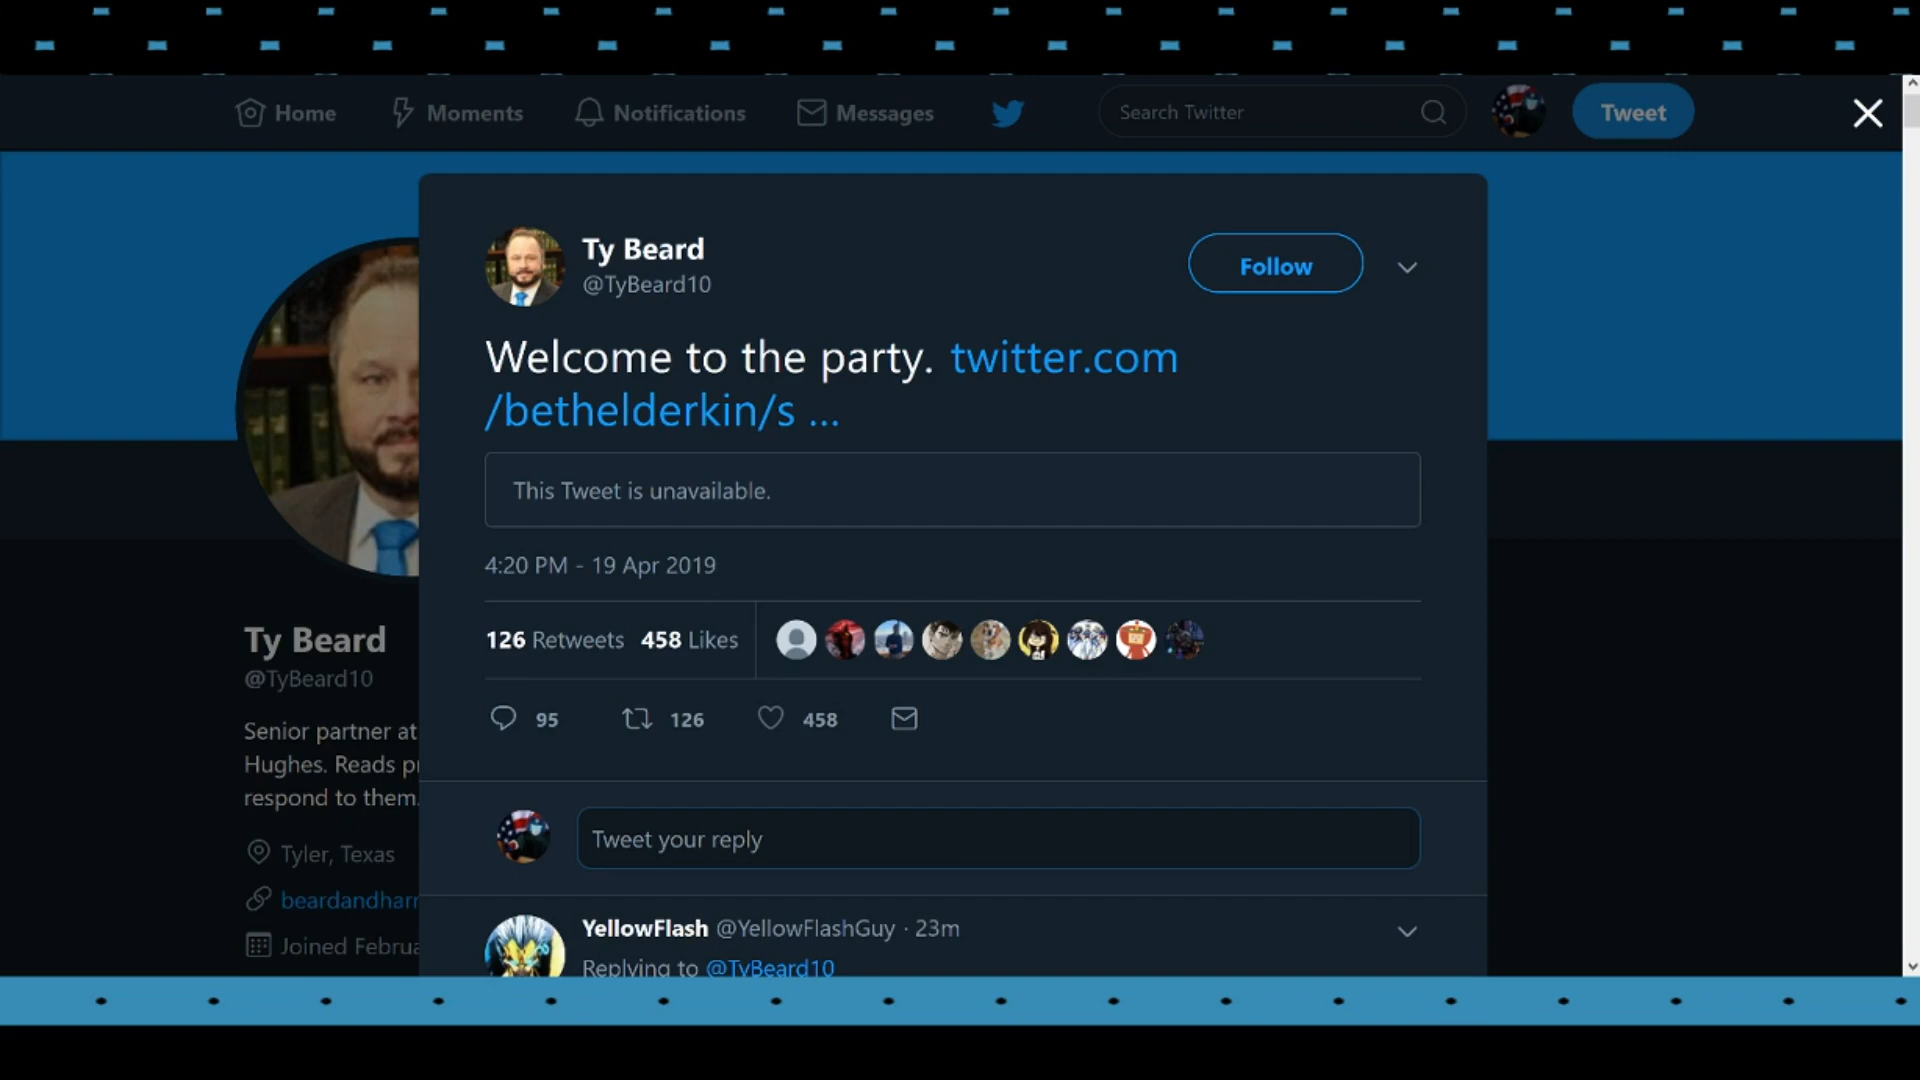 Home Moments Notifications Messages Search Twitter Tweet
Ty Beard
@TyBeard10
Follow
Welcome to the party. twitter.com
/bethelderkin/s ...
This Tweet is unavailable.
4:20 PM - 19 Apr 2019
126 Retweets 458 Likes
95 126 458
Tweet your reply
YellowFlash @YellowFlashGuy · 23m
Replying to @TyBeard10
Ty Beard
@TyBeard10
Senior partner at
Hughes. Reads
respond to them.
Tyler, Texas
beardandhar
Joined Februa